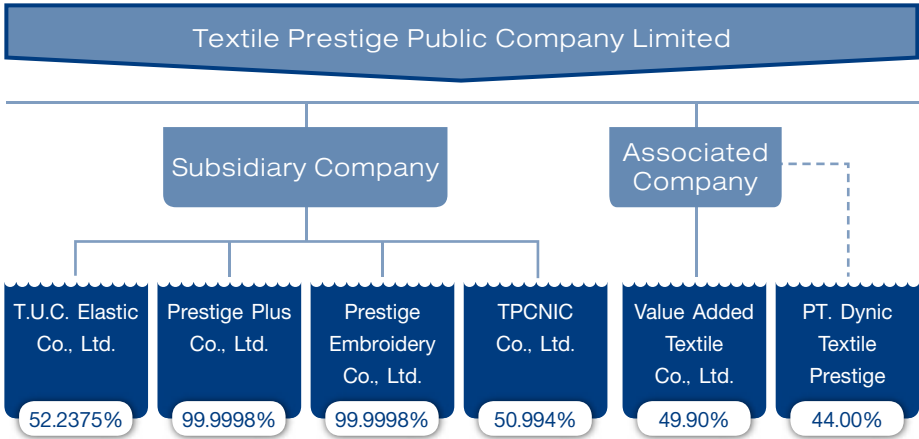 Textile Prestige Public Company Limited
Subsidiary Company
Associated
Company
T.U.C. Elastic
Co., Ltd.
52.2375%
Prestige Plus
Co., Ltd.
99.9998%
Prestige
Embroidery
Co., Ltd.
99.9998%
TPCNIC
Co., Ltd.
50.994%
Value Added
Textile
Co., Ltd.
49.90%
PT. Dynic
Textile
Prestige
44.00%